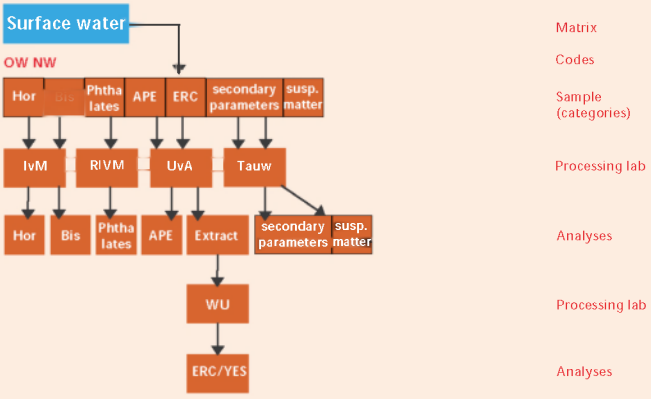 Surface water
Matrix
OW NW
Codes
Hor Bis Phtha lates APE ERC secondary parameters susp. matter
Sample (categories)
IvM RIVM UvA Tauw
Processing lab
Hor Bis Phtha lates APE Extract secondary parameters susp. matter
Analyses
WU
Processing lab
ERC/YES
Analyses